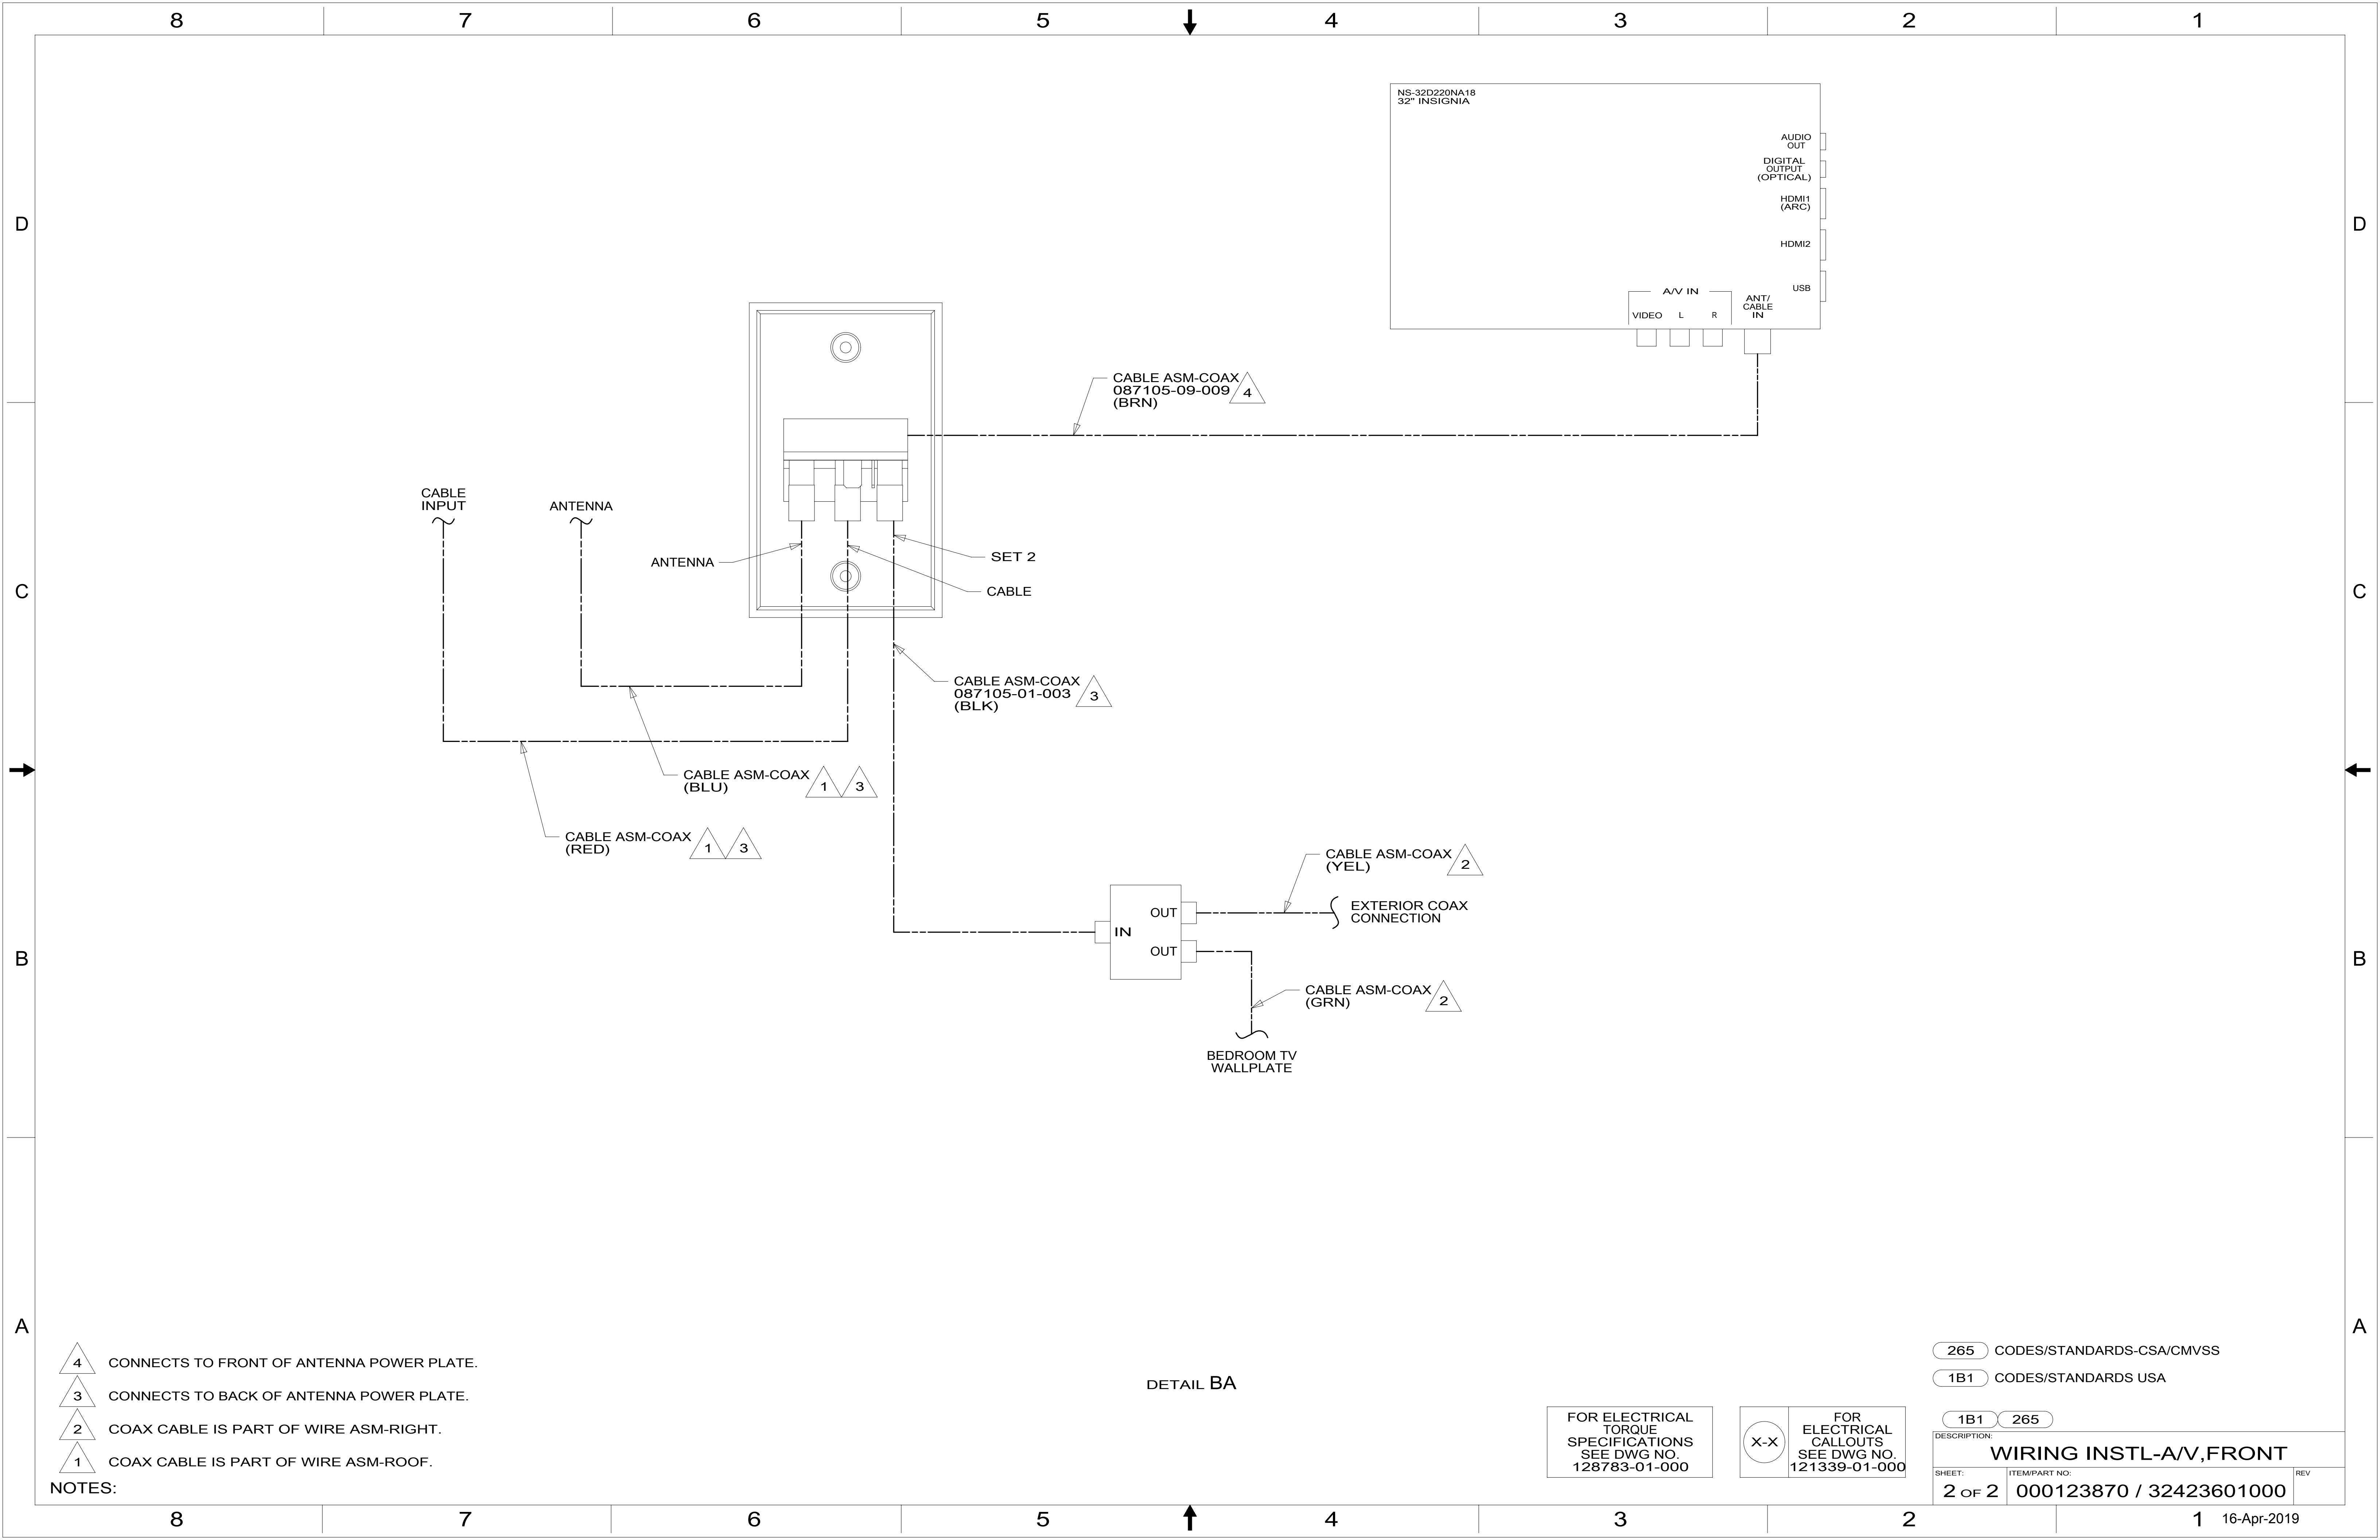 8 7 6 5 4 3 2 1
D D
C C
B B
A A
NS-32D220NA18
32" INSIGNIA
AUDIO
OUT
DIGITAL
OUTPUT
(OPTICAL)
HDMI1
(ARC)
HDMI2
USB
A/V IN
VIDEO L R
ANT/
CABLE
IN
CABLE ASM-COAX
087105-09-009 4
(BRN)
CABLE
INPUT
ANTENNA
ANTENNA
SET 2
CABLE
CABLE ASM-COAX
087105-01-003 3
(BLK)
CABLE ASM-COAX
(BLU) 1 3
CABLE ASM-COAX
(RED) 1 3
CABLE ASM-COAX
(YEL) 2
OUT
IN
OUT
EXTERIOR COAX
CONNECTION
CABLE ASM-COAX
(GRN) 2
BEDROOM TV
WALLPLATE
4 CONNECTS TO FRONT OF ANTENNA POWER PLATE.
3 CONNECTS TO BACK OF ANTENNA POWER PLATE.
2 COAX CABLE IS PART OF WIRE ASM-RIGHT.
1 COAX CABLE IS PART OF WIRE ASM-ROOF.
NOTES:
DETAIL BA
FOR ELECTRICAL
TORQUE
SPECIFICATIONS
SEE DWG NO.
128783-01-000
X-X
FOR
ELECTRICAL
CALLOUTS
SEE DWG NO.
121339-01-000
265 CODES/STANDARDS-CSA/CMVSS
1B1 CODES/STANDARDS USA
1B1 265
DESCRIPTION:
WIRING INSTL-A/V,FRONT
SHEET: ITEM/PART NO: REV
2 OF 2 000123870 / 32423601000
8 7 6 5 4 3 2 1 16-Apr-2019